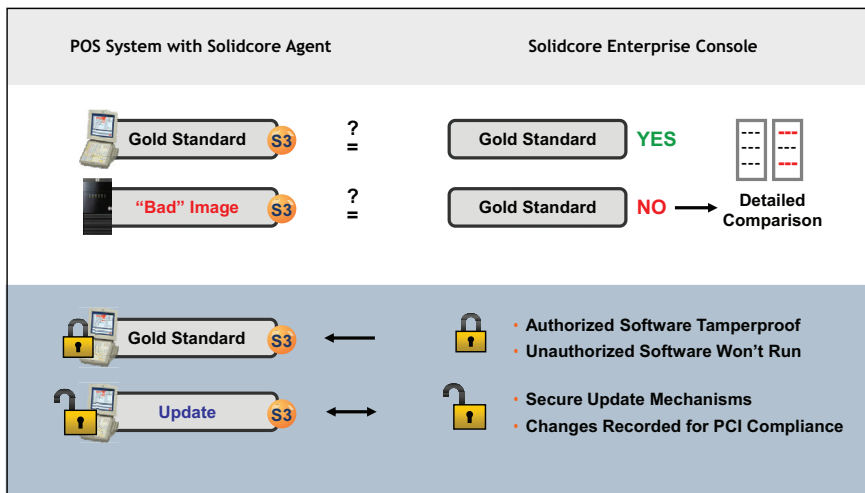 POS System with Solidcore Agent
Solidcore Enterprise Console
Gold Standard
S3
?
=
Gold Standard
YES
“Bad” Image
S3
?
=
Gold Standard
NO
Detailed
Comparison
Gold Standard
S3
• Authorized Software Tamperproof
• Unauthorized Software Won’t Run
Update
S3
• Secure Update Mechanisms
• Changes Recorded for PCI Compliance